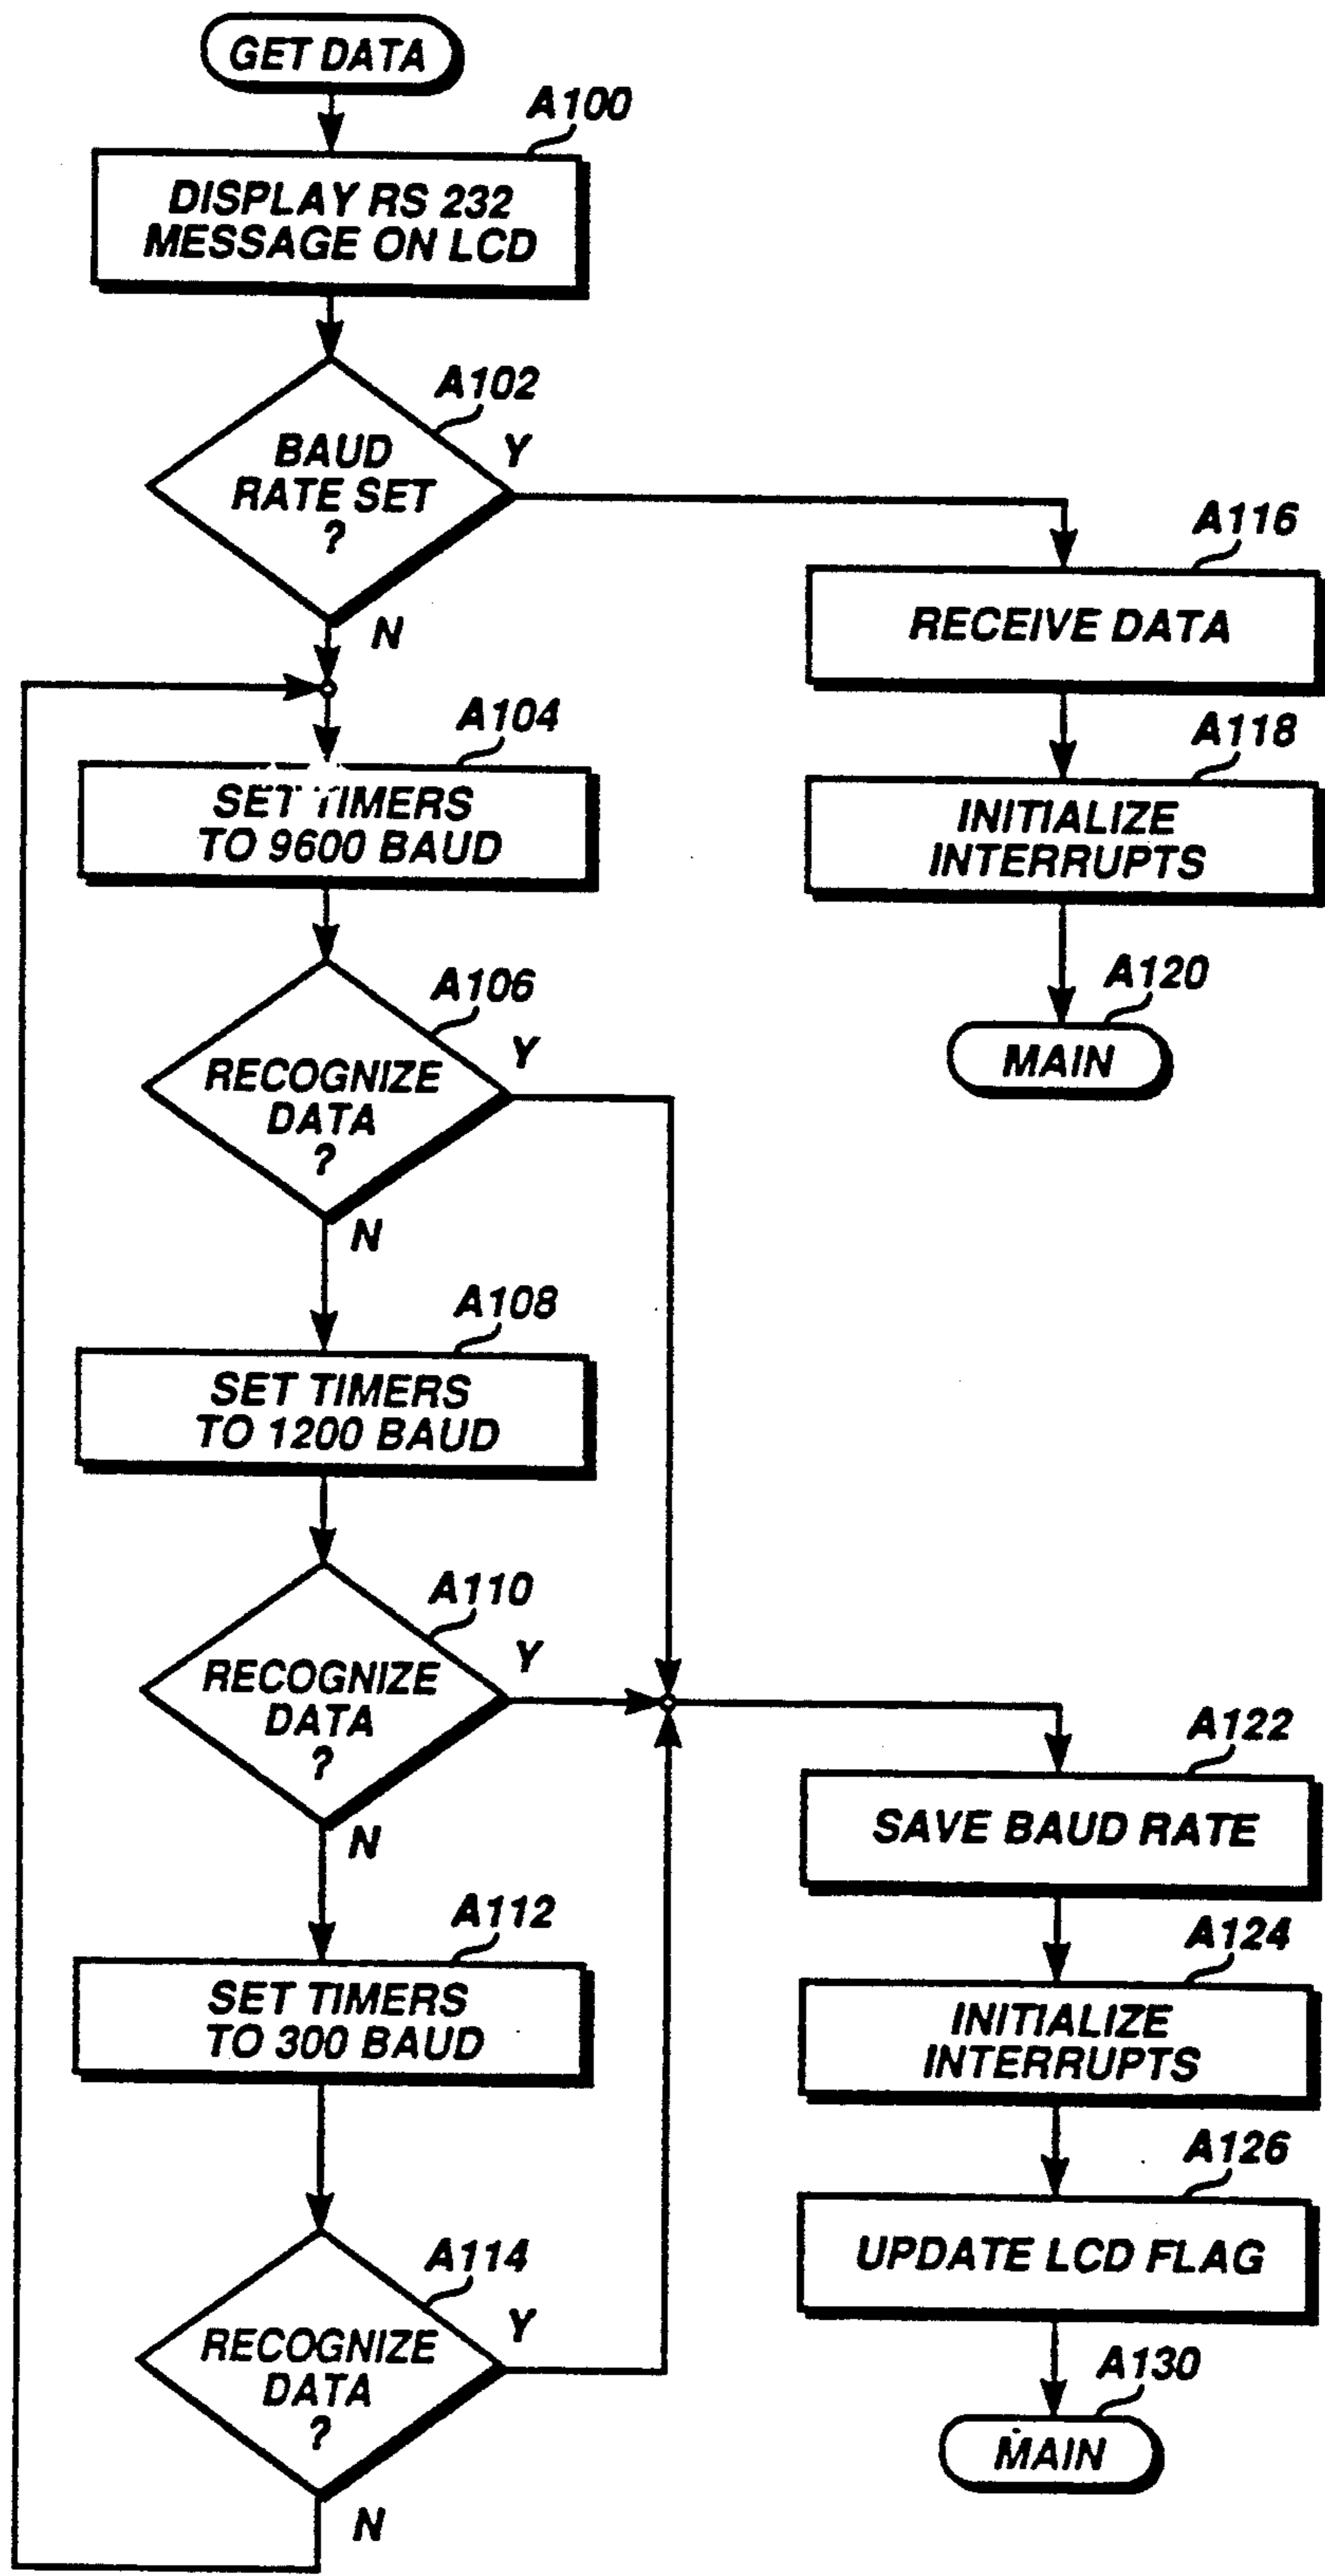 GET DATA
A100
DISPLAY RS 232
MESSAGE ON LCD
A102
BAUD
RATE SET
?
Y
N
A116
RECEIVE DATA
A118
INITIALIZE
INTERRUPTS
A120
MAIN
A104
SET TIMERS
TO 9600 BAUD
A106
RECOGNIZE
DATA
?
Y
N
A108
SET TIMERS
TO 1200 BAUD
A110
RECOGNIZE
DATA
?
Y
N
A112
SET TIMERS
TO 300 BAUD
A114
RECOGNIZE
DATA
?
Y
N
A122
SAVE BAUD RATE
A124
INITIALIZE
INTERRUPTS
A126
UPDATE LCD FLAG
A130
MAIN